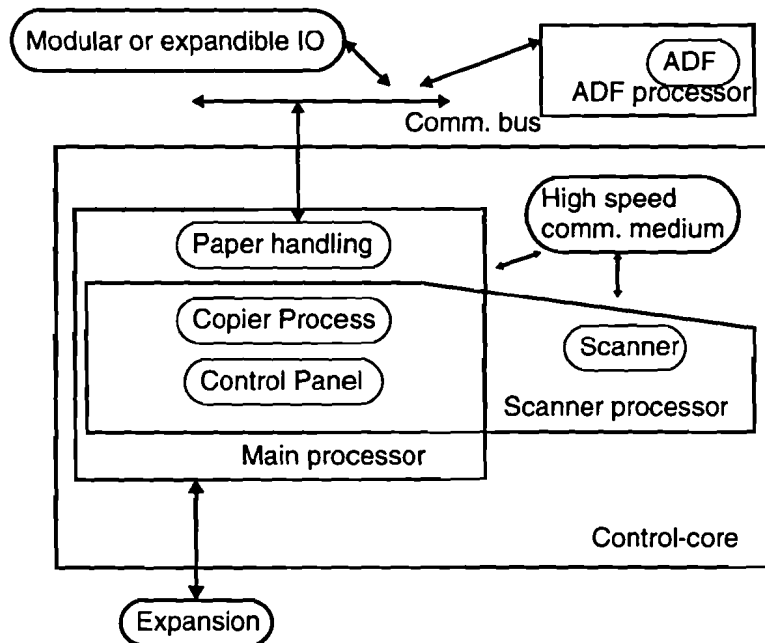 Modular or expandible IO
ADF
ADF processor
Comm. bus
High speed
comm. medium
Paper handling
Copier Process
Scanner
Control Panel
Scanner processor
Main processor
Control-core
Expansion